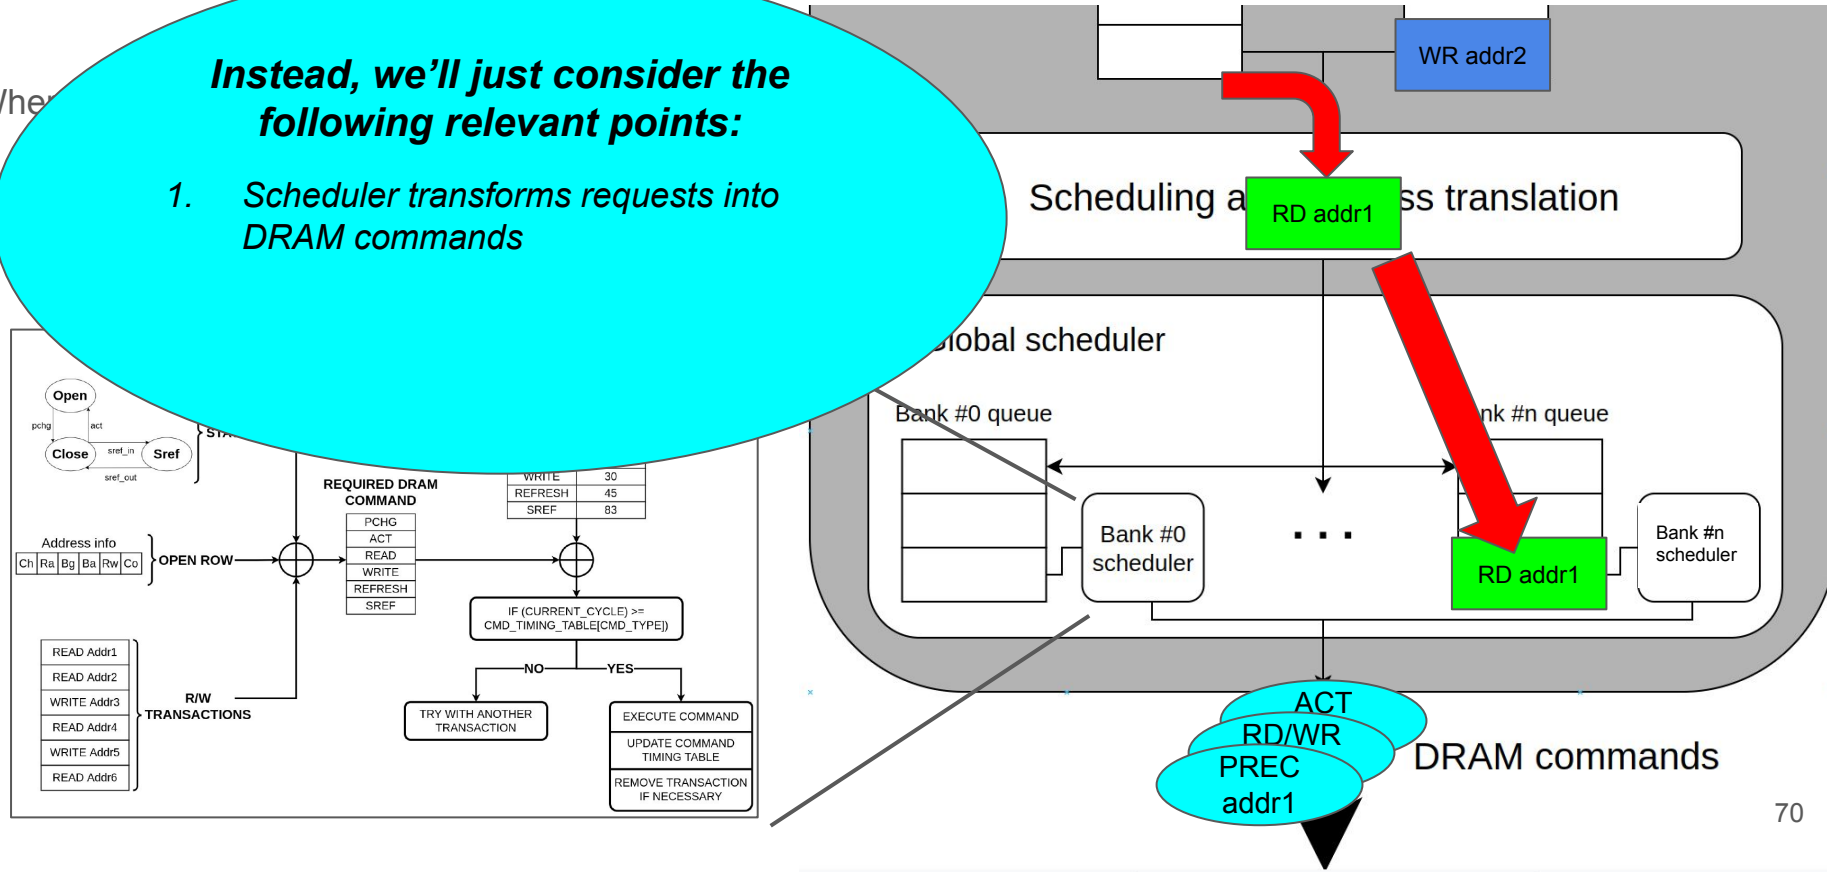 Instead, we'll just consider the
following relevant points:
1. Scheduler transforms requests into
DRAM commands
WR addr2
RD addr1
Scheduling a
ss translation
Global scheduler
Bank #0 queue
nk #n queue
Bank #0
scheduler
. . .
RD addr1
Bank #n
scheduler
ACT
RD/WR
PREC
addr1
DRAM commands
Open
pchg
act
Close
sref_in
Sref
sref_out
Address info
Ch Ra Bg Ba Rw Co
OPEN ROW
READ Addr1
READ Addr2
WRITE Addr3
READ Addr4
WRITE Addr5
READ Addr6
R/W
TRANSACTIONS
REQUIRED DRAM
COMMAND
PCHG
ACT
READ
WRITE
REFRESH
SREF
WRITE 30
REFRESH 45
SREF 83
IF (CURRENT_CYCLE) >=
CMD_TIMING_TABLE[CMD_TYPE])
NO
YES
TRY WITH ANOTHER
TRANSACTION
EXECUTE COMMAND
UPDATE COMMAND
TIMING TABLE
REMOVE TRANSACTION
IF NECESSARY
70